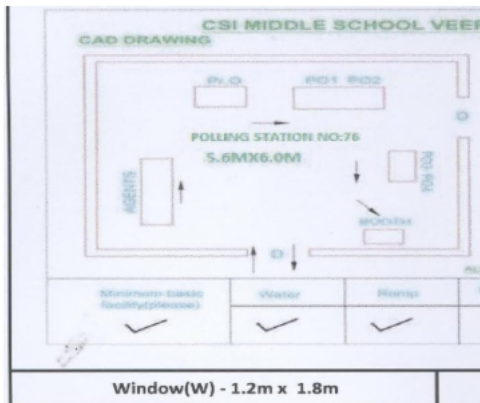 CSI MIDDLE SCHOOL VEER
CAD DRAWING
Pr.O
PO1 PO2
D
POLLING STATION NO:76
5.6MX6.0M
AGENTS
PO3 PO4
BOOTH
D
Minimum basic
facility(please)
Water
Ramp
Window(W) - 1.2m x 1.8m